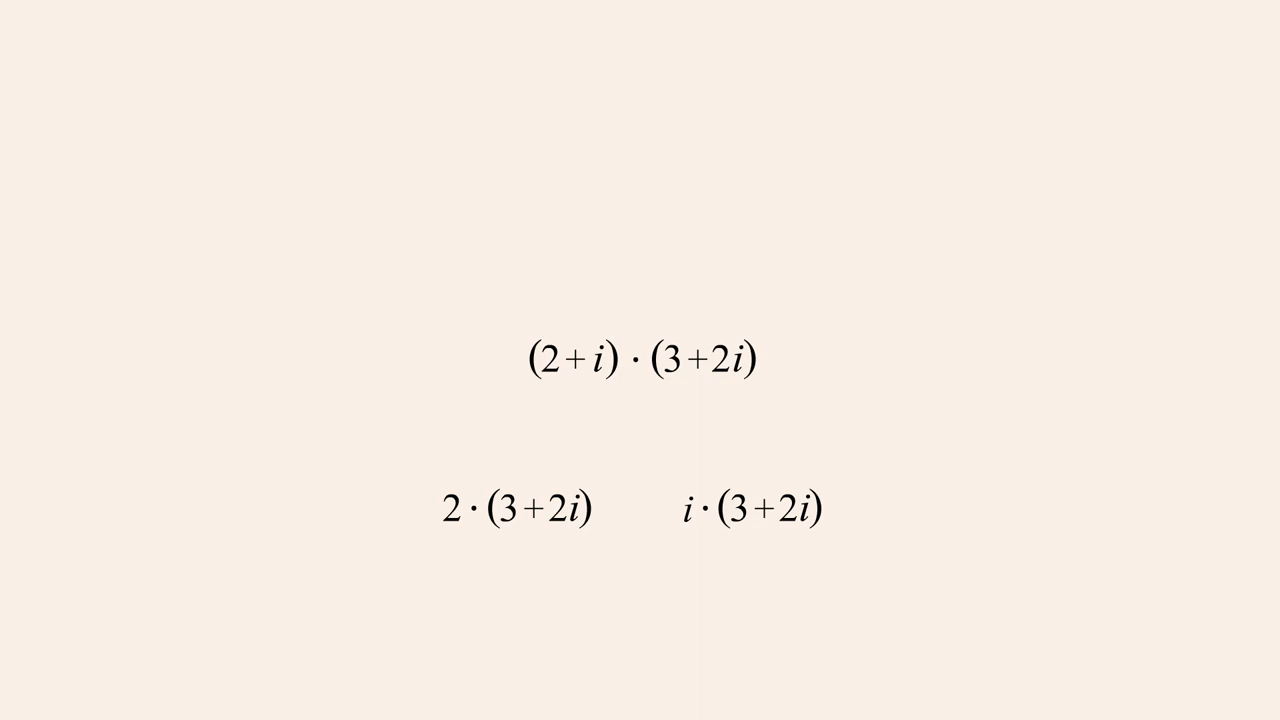 (2+i) · (3+2i)
2 · (3+2i) i · (3+2i)